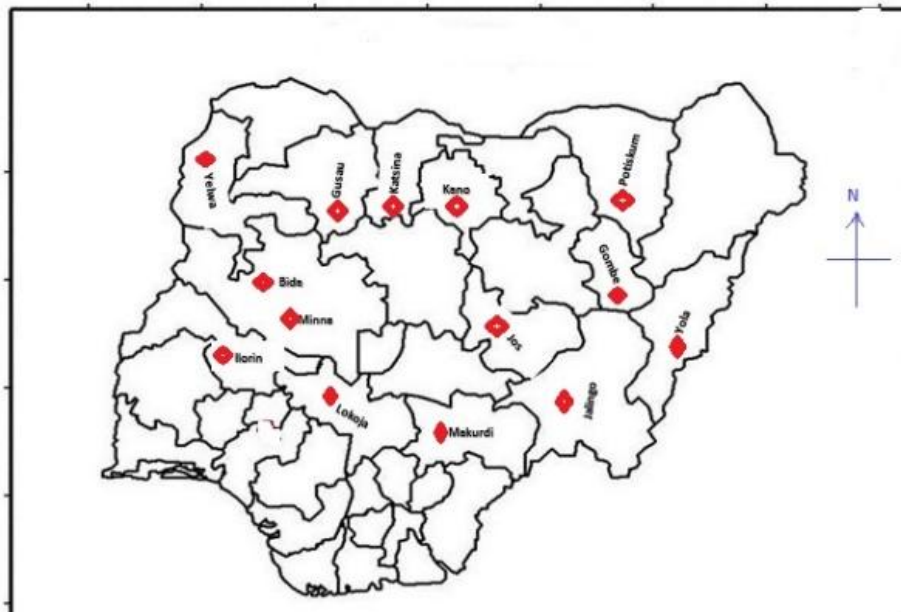 N
Yelwa
Gusau
Katsina
Kano
Potiskum
Gombe
Bida
Minna
Jos
Yola
Ilorin
Lokoja
Jalingo
Makurdi